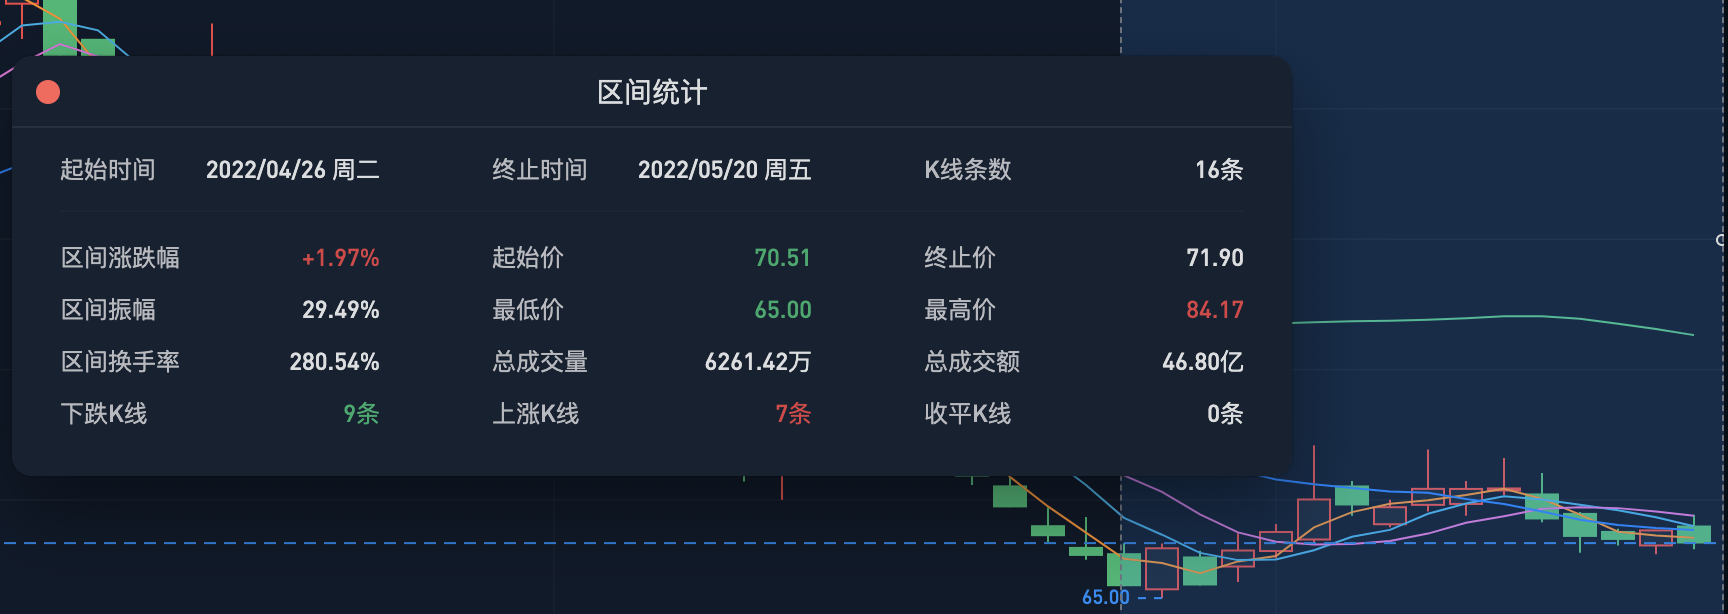 区间统计
起始时间 2022/04/26 周二 终止时间 2022/05/20 周五 K线条数 16条
区间涨跌幅 +1.97% 起始价 70.51 终止价 71.90
区间振幅 29.49% 最低价 65.00 最高价 84.17
区间换手率 280.54% 总成交量 6261.42万 总成交额 46.80亿
下跌K线 9条 上涨K线 7条 收平K线 0条
65.00